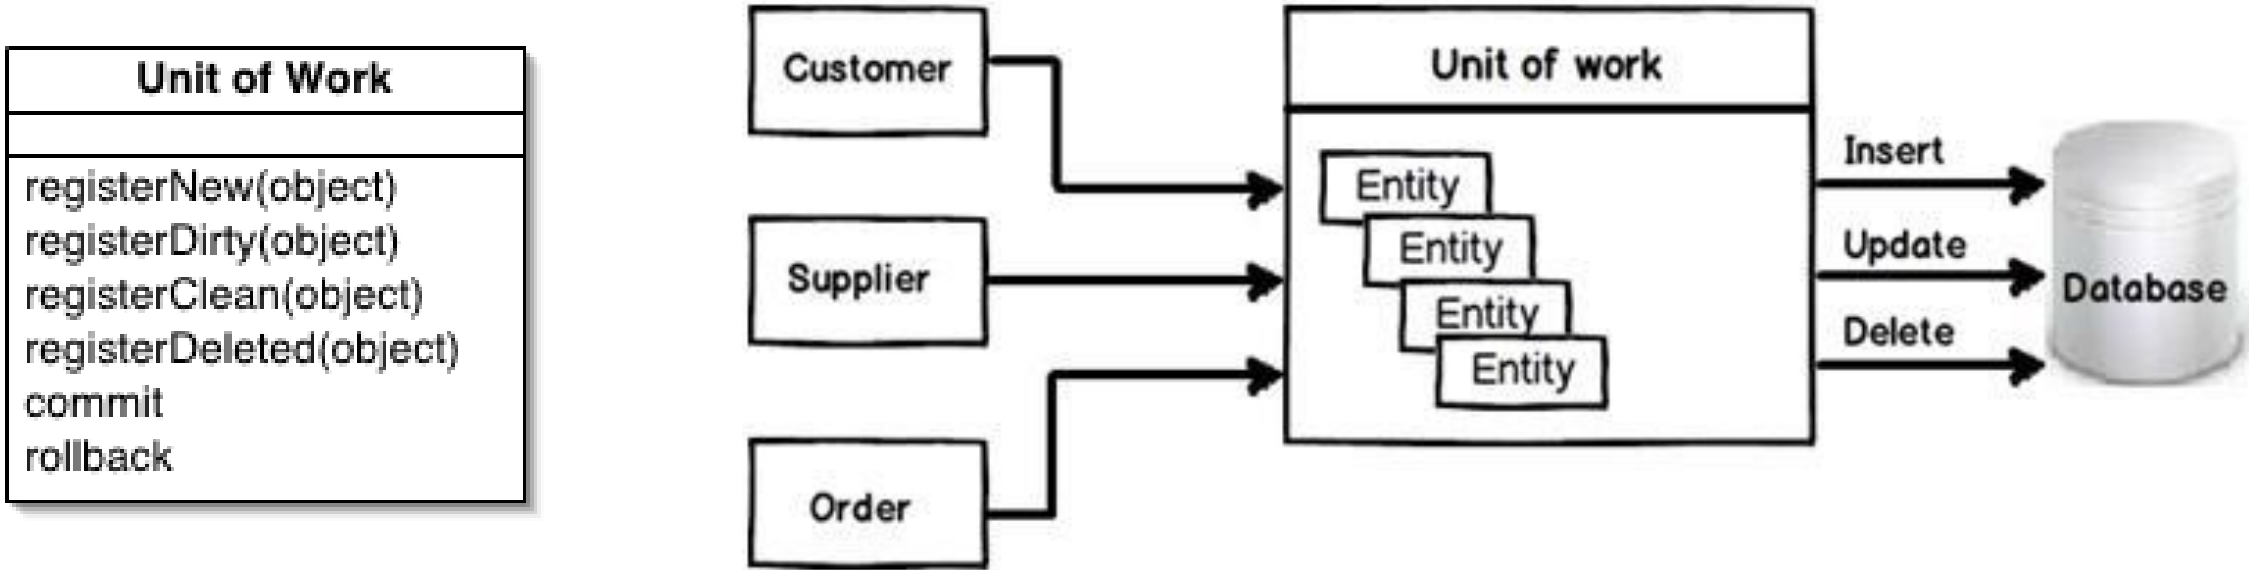 Unit of Work
registerNew(object)
registerDirty(object)
registerClean(object)
registerDeleted(object)
commit
rollback
Customer
Supplier
Order
Unit of work
Entity
Entity
Entity
Entity
Insert
Update
Delete
Database